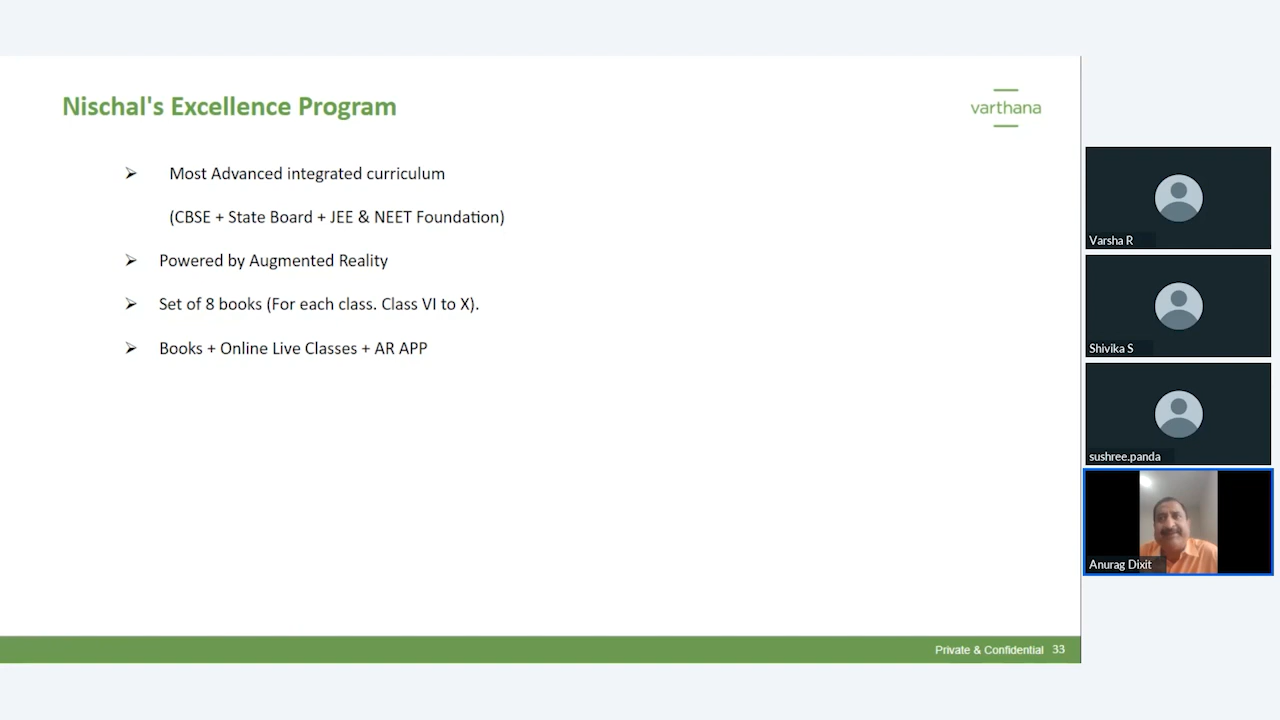 Nischal's Excellence Program
varthana
➢ Most Advanced integrated curriculum
(CBSE + State Board + JEE & NEET Foundation)
➢ Powered by Augmented Reality
➢ Set of 8 books (For each class. Class VI to X).
➢ Books + Online Live Classes + AR APP
Private & Confidential 33
Varsha R
Shivika S
sushree.panda
Anurag Dixit